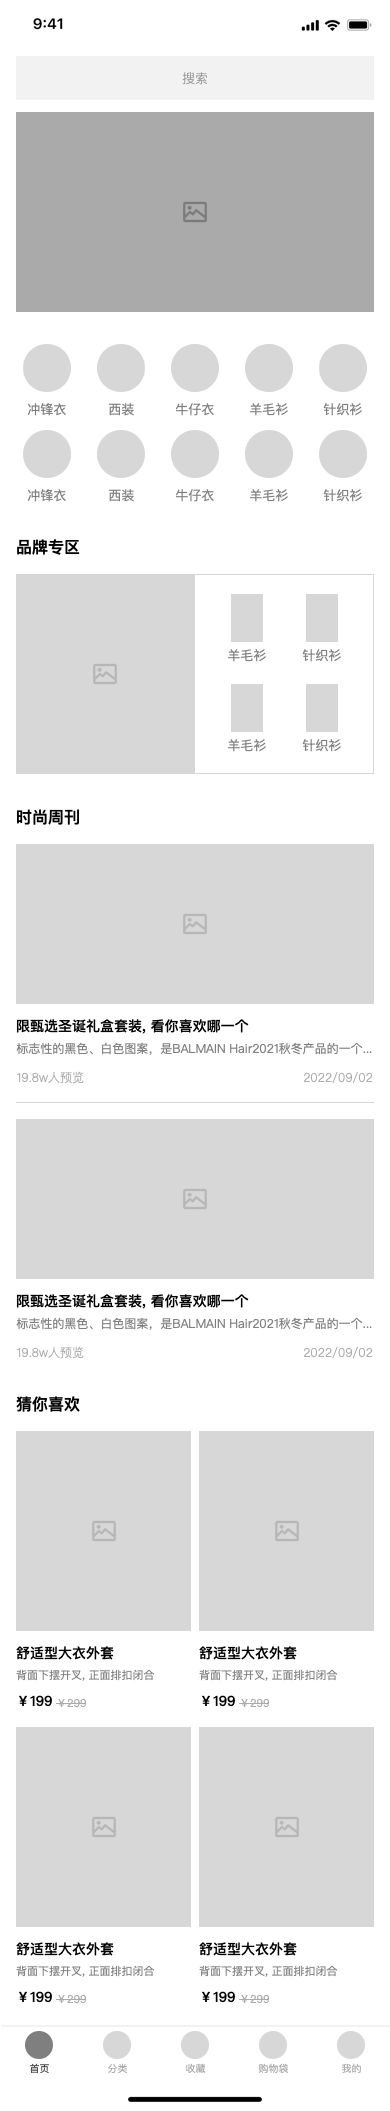 9:41
搜索
冲锋衣 西装 牛仔衣 羊毛衫 针织衫
冲锋衣 西装 牛仔衣 羊毛衫 针织衫
品牌专区
羊毛衫 针织衫
羊毛衫 针织衫
时尚周刊
限甄选圣诞礼盒套装, 看你喜欢哪一个
标志性的黑色、白色图案，是BALMAIN Hair2021秋冬产品的一个...
19.8w人预览 2022/09/02
限甄选圣诞礼盒套装, 看你喜欢哪一个
标志性的黑色、白色图案，是BALMAIN Hair2021秋冬产品的一个...
19.8w人预览 2022/09/02
猜你喜欢
舒适型大衣外套 舒适型大衣外套
背面下摆开叉, 正面排扣闭合 背面下摆开叉, 正面排扣闭合
￥199 ￥299 ￥199 ￥299
舒适型大衣外套 舒适型大衣外套
背面下摆开叉, 正面排扣闭合 背面下摆开叉, 正面排扣闭合
￥199 ￥299 ￥199 ￥299
首页 分类 收藏 购物袋 我的